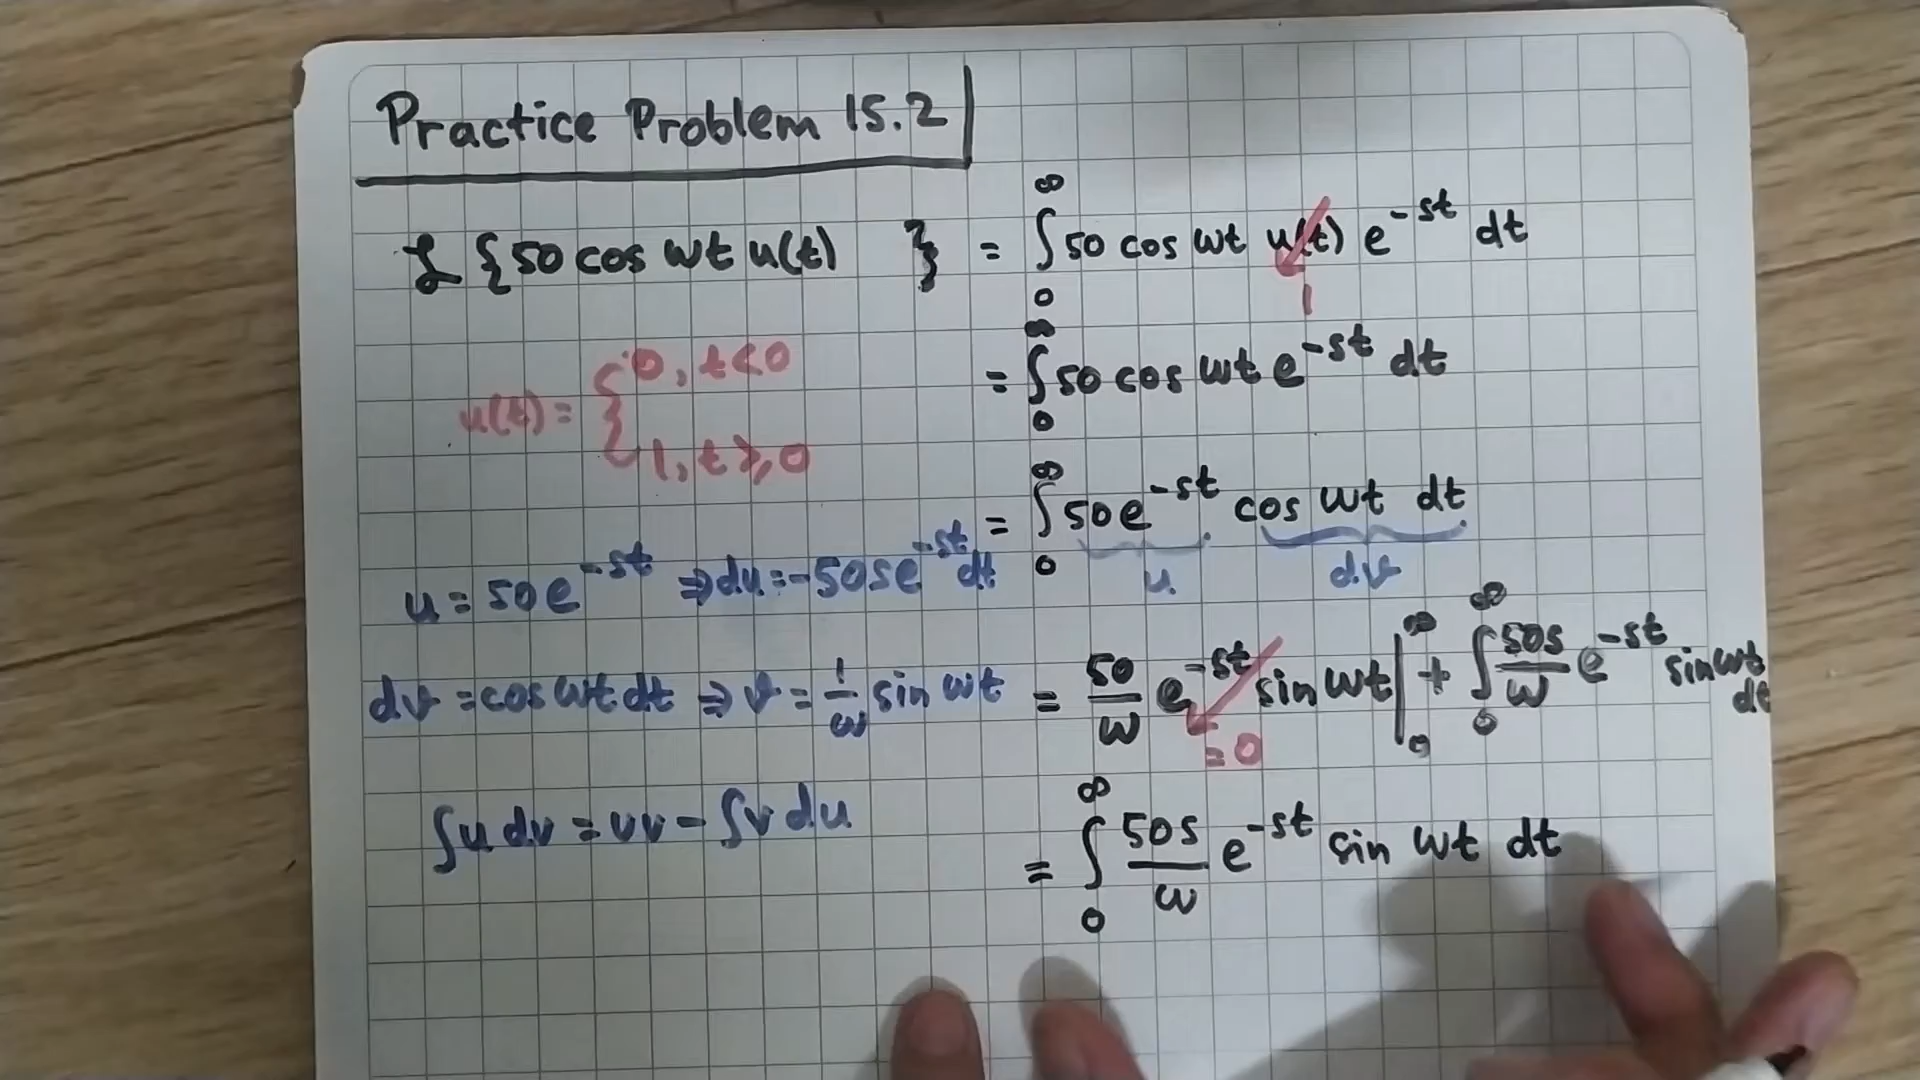 Practice Problem 15.2
ℒ {50 cos ωt u(t) } = ∫₀^∞ 50 cos ωt u(t) e^{-st} dt
1
u(t) = { 0, t<0
1, t≥0
= ∫₀^∞ 50 cos ωt e^{-st} dt
= ∫₀^∞ 50e^{-st} cos ωt dt
u dv
u = 50e^{-st} ⇒ du = -50se^{-st} dt
dv = cos ωt dt ⇒ v = 1/ω sin ωt
= 50/ω e^{-st} sin ωt |₀^∞ + ∫₀^∞ 50s/ω e^{-st} sin ωt dt
= 0
∫u dv = uv - ∫v du
= ∫₀^∞ 50s/ω e^{-st} sin ωt dt